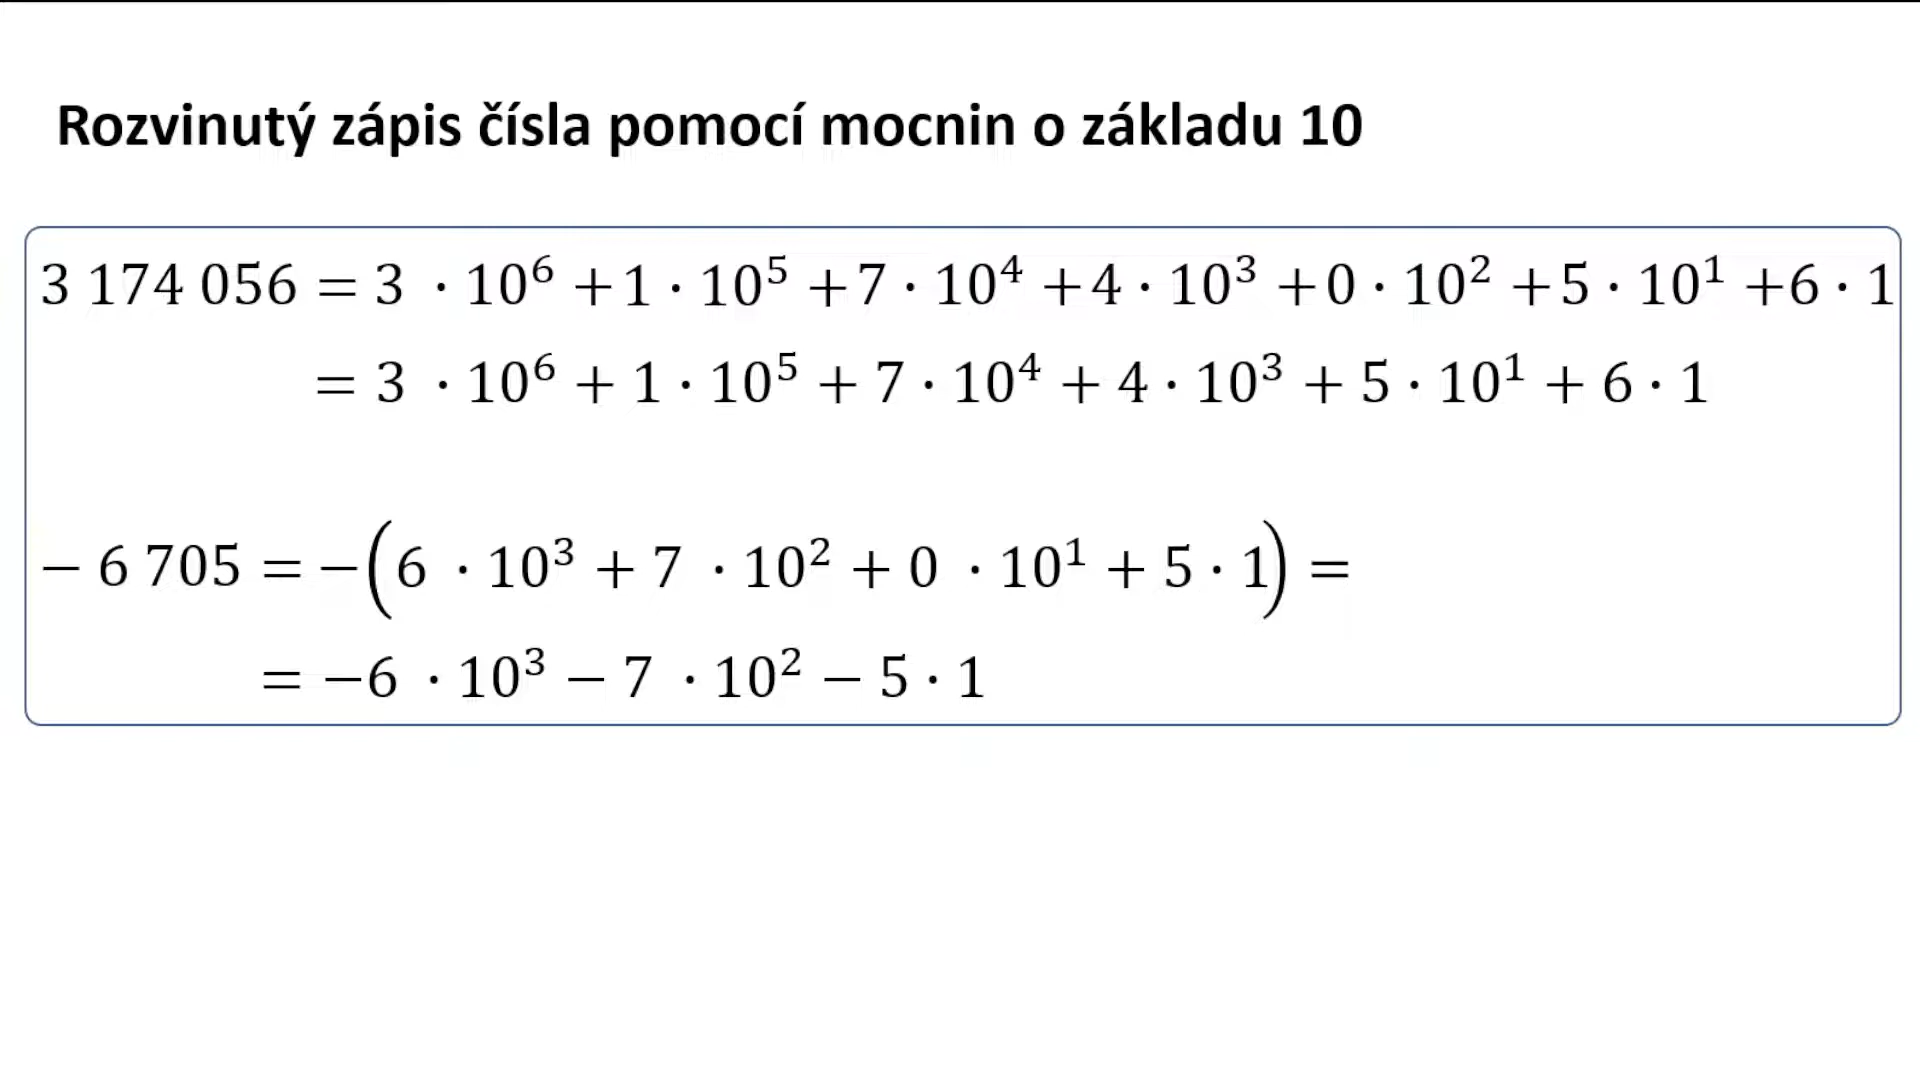 Rozvinutý zápis čísla pomocí mocnin o základu 10
3 174 056 = 3 · 10⁶ + 1 · 10⁵ + 7 · 10⁴ + 4 · 10³ + 0 · 10² + 5 · 10¹ + 6 · 1
= 3 · 10⁶ + 1 · 10⁵ + 7 · 10⁴ + 4 · 10³ + 5 · 10¹ + 6 · 1
− 6 705 = −(6 · 10³ + 7 · 10² + 0 · 10¹ + 5 · 1) =
= −6 · 10³ − 7 · 10² − 5 · 1